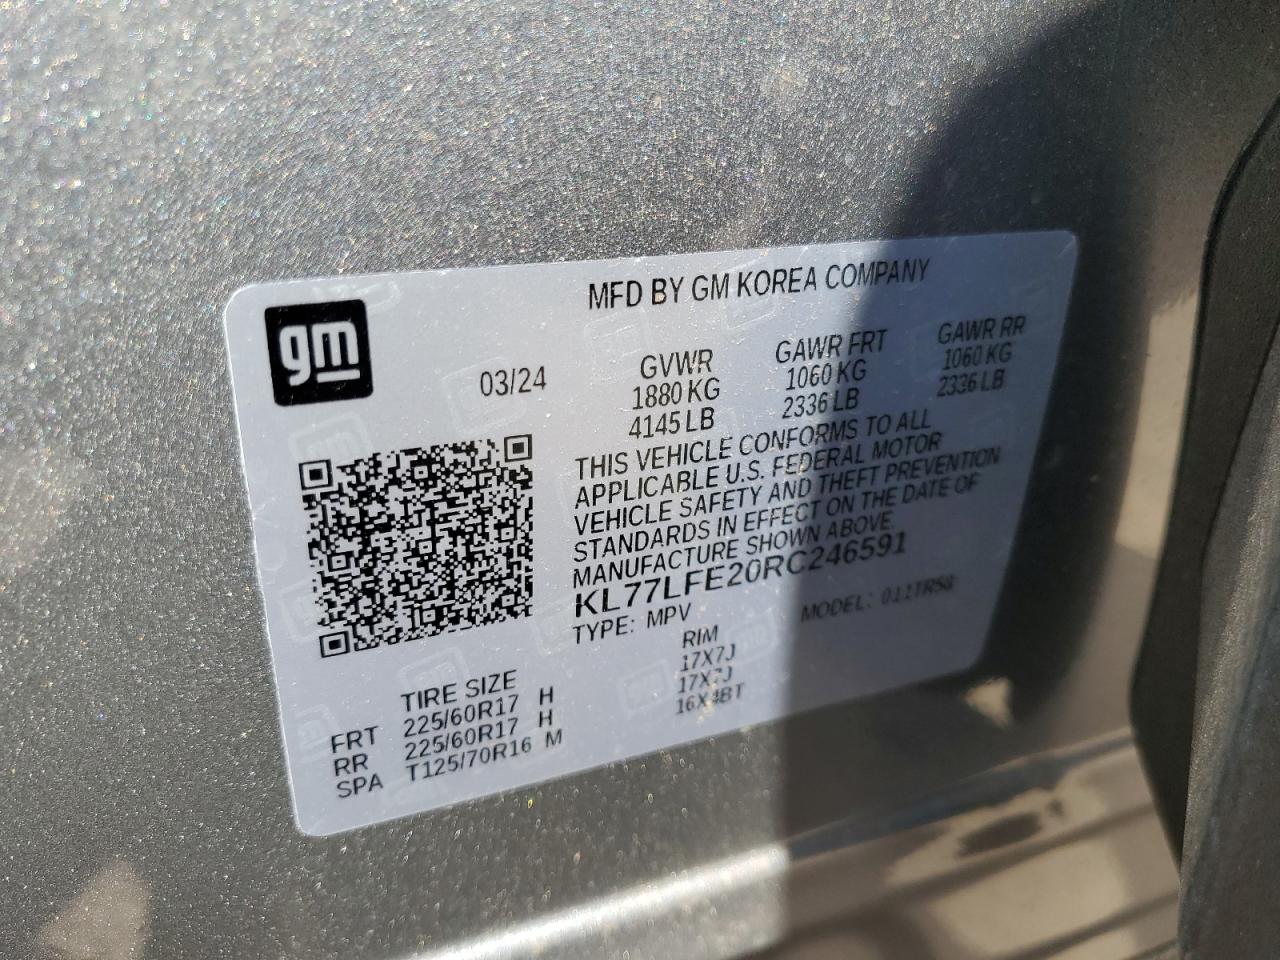 MFD BY GM KOREA COMPANY
gm
03/24
GVWR GAWR FRT GAWR RR
1880 KG 1060 KG 1060 KG
4145 LB 2336 LB 2336 LB
THIS VEHICLE CONFORMS TO ALL
APPLICABLE U.S. FEDERAL MOTOR
VEHICLE SAFETY AND THEFT PREVENTION
STANDARDS IN EFFECT ON THE DATE OF
MANUFACTURE SHOWN ABOVE.
KL77LFE20RC246591
TYPE: MPV MODEL: 011TR58
TIRE SIZE RIM
FRT 225/60R17 H 17X7J
RR 225/60R17 H 17X7J
SPA T125/70R16 M 16X4BT